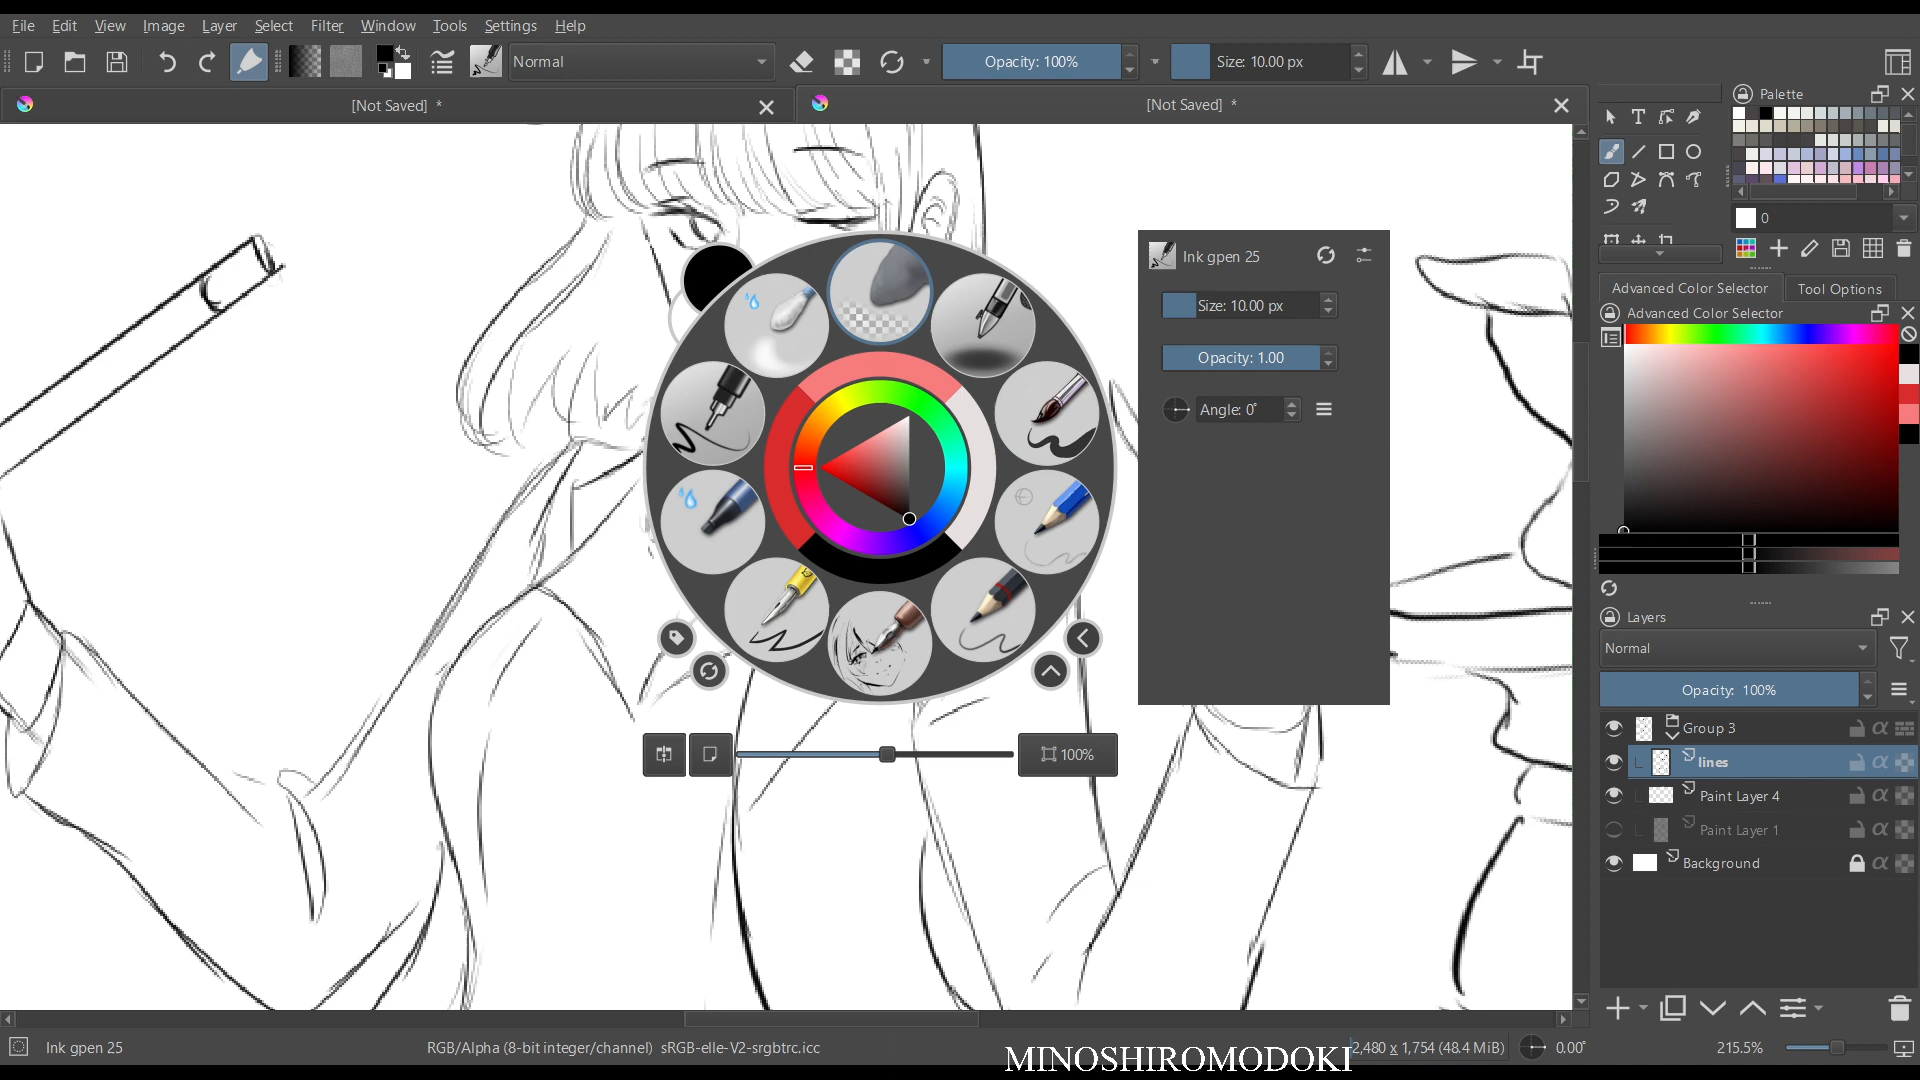 File Edit View Image Layer Select Filter Window Tools Settings Help
Normal Opacity: 100% Size: 10.00 px
[Not Saved] * [Not Saved] *
Palette
0
Advanced Color Selector Tool Options
Advanced Color Selector
Ink gpen 25
Size: 10.00 px
Opacity: 1.00
Angle: 0°
100%
Layers
Normal
Opacity: 100%
Group 3
lines
Paint Layer 4
Paint Layer 1
Background
Ink gpen 25 RGB/Alpha (8-bit integer/channel) sRGB-elle-V2-srgbtrc.icc 2,480 x 1,754 (48.4 MiB) 0.00° 215.5%
MINOSHIROMODOKI